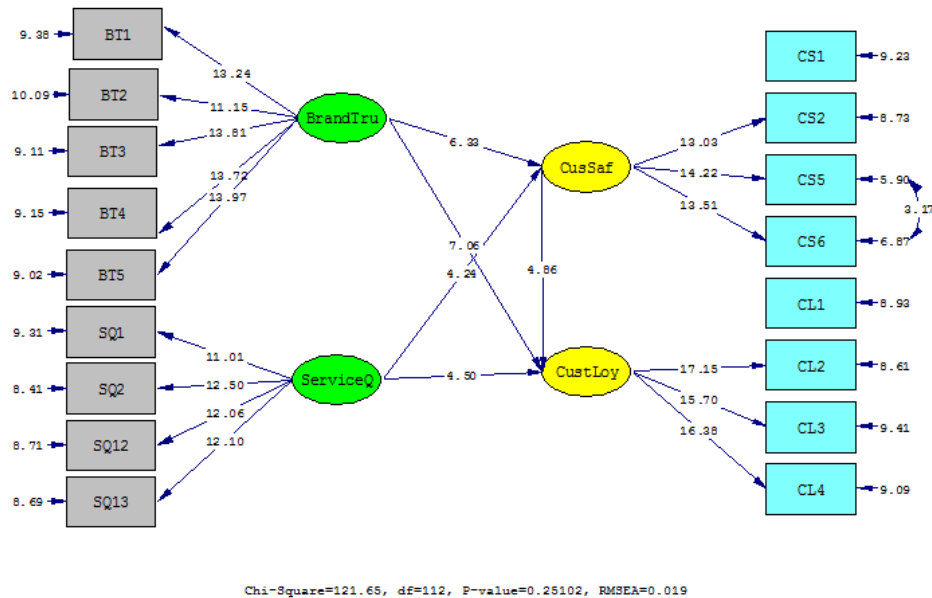 9.38 BT1
13.24
10.09 BT2
11.15
9.11 BT3
13.81
9.15 BT4
13.72
13.97
9.02 BT5
BrandTru
9.31 SQ1
11.01
8.41 SQ2
12.50
8.71 SQ12
12.06
12.10
8.69 SQ13
ServiceQ
6.33
7.06
4.24
4.86
4.50
CusSaf
CustLoy
13.03
14.22
13.51
17.15
15.70
16.38
CS1 9.23
CS2 8.73
CS5 5.90
3.17
CS6 6.87
CL1 8.93
CL2 8.61
CL3 9.41
CL4 9.09
Chi-Square=121.65, df=112, P-value=0.25102, RMSEA=0.019